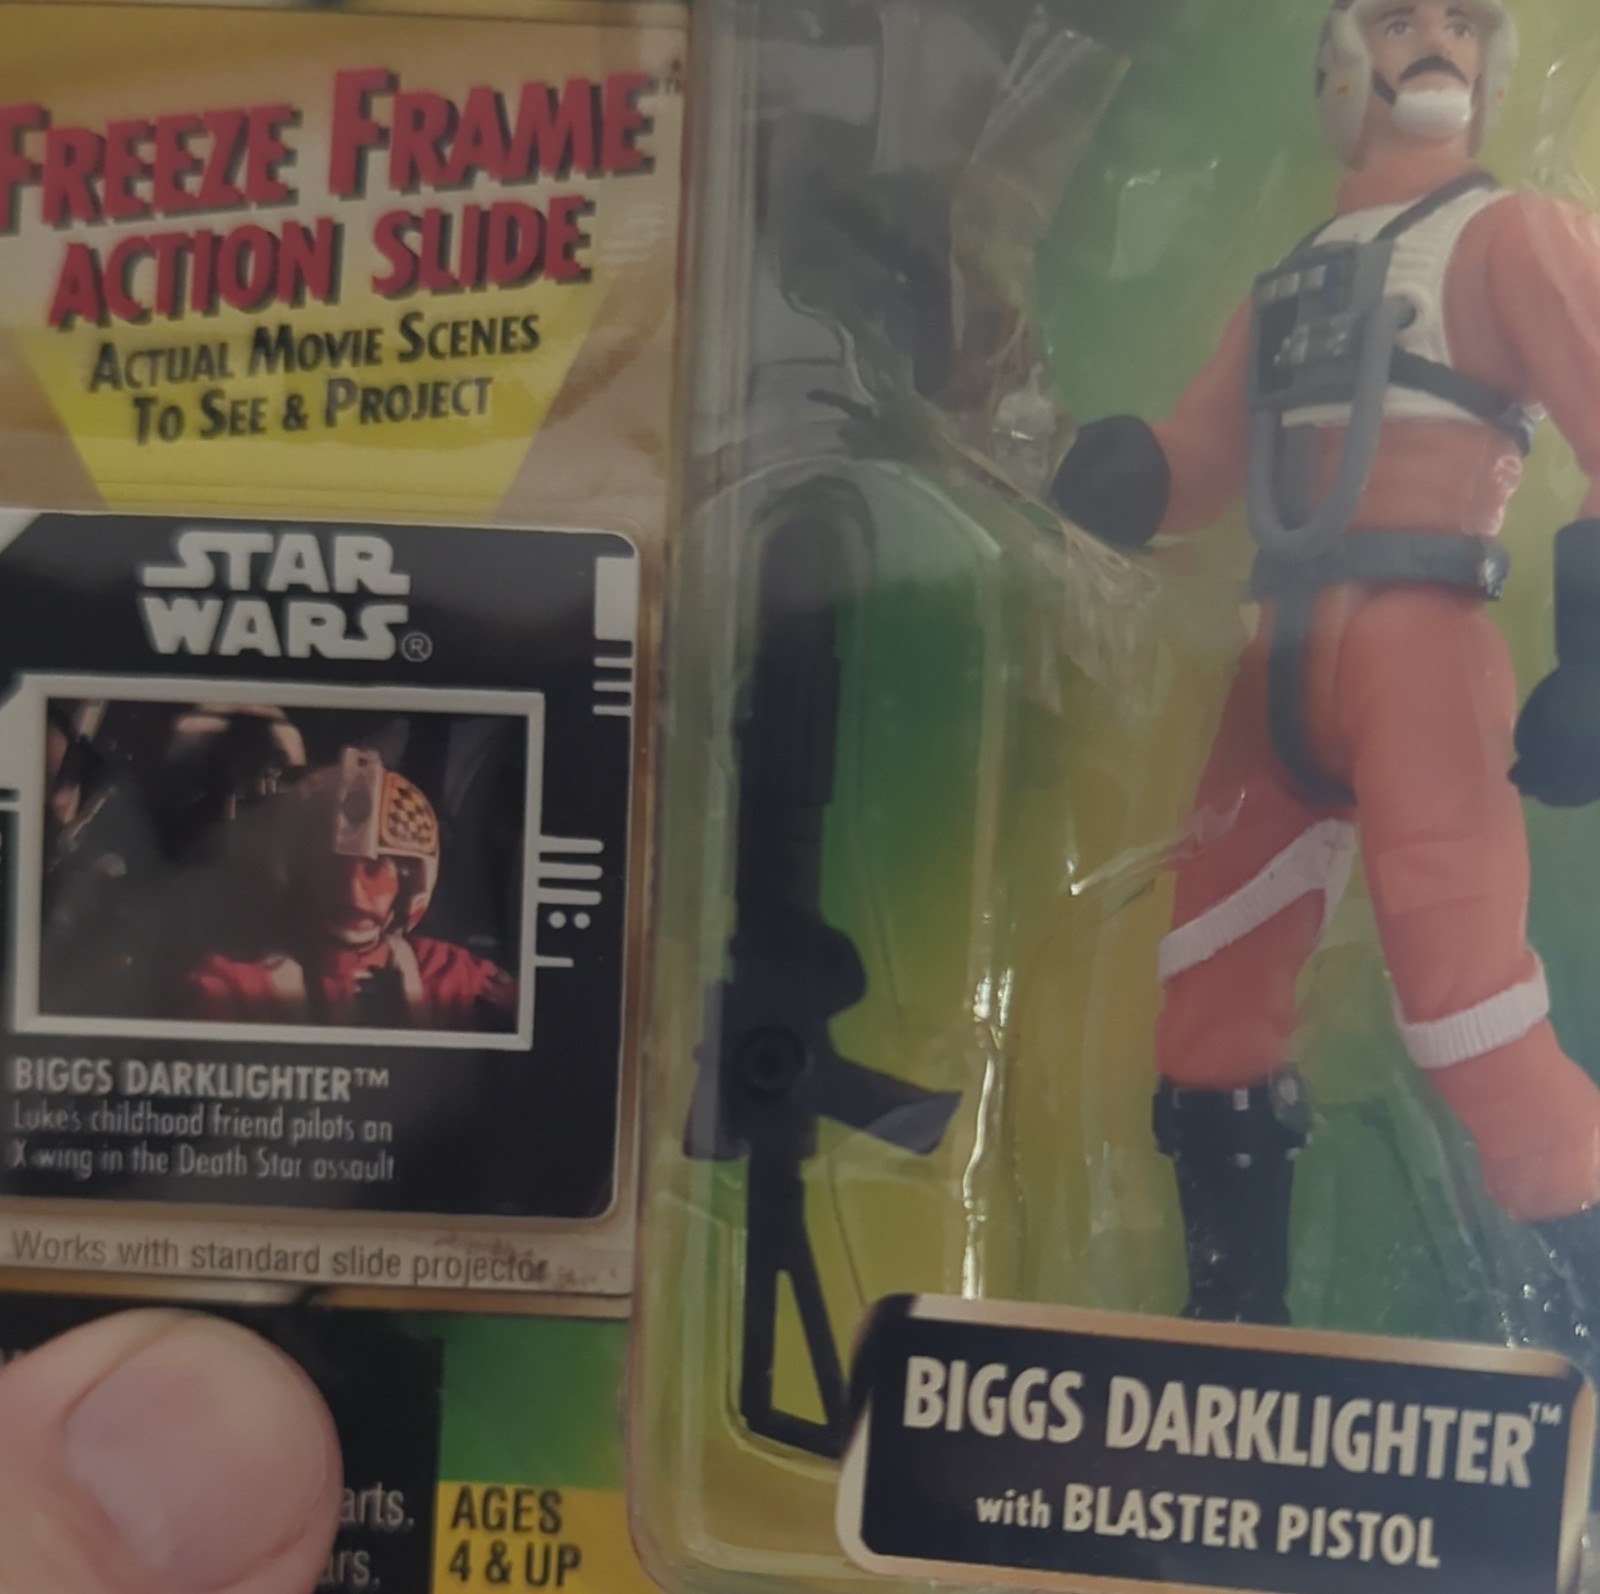 FREEZE FRAME™
ACTION SLIDE
ACTUAL MOVIE SCENES
TO SEE & PROJECT
STAR
WARS®
BIGGS DARKLIGHTER™
Luke's childhood friend pilots an
X-wing in the Death Star assault.
Works with standard slide projector
arts.
rs.
AGES
4 & UP
BIGGS DARKLIGHTER™
with BLASTER PISTOL